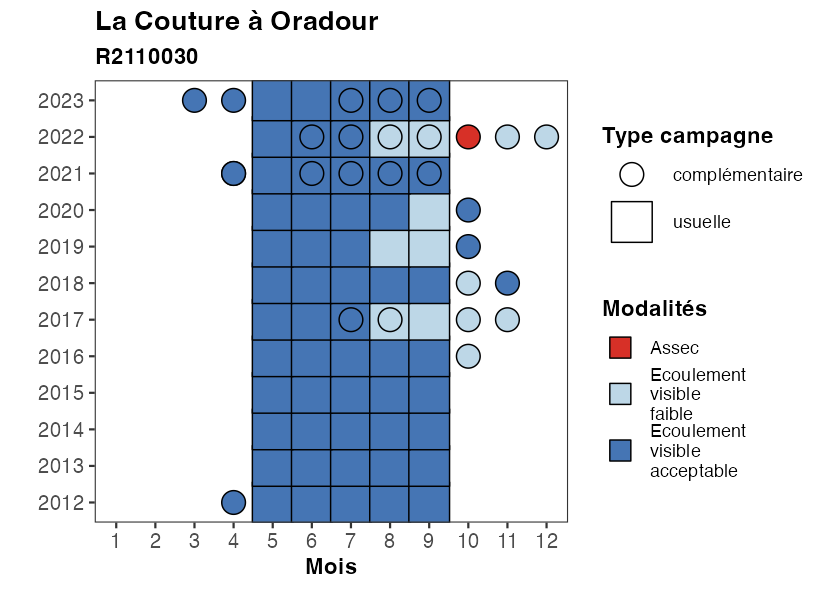 La Couture à Oradour
R2110030
2023
2022
2021
2020
2019
2018
2017
2016
2015
2014
2013
2012
1 2 3 4 5 6 7 8 9 10 11 12
Mois
Type campagne
complémentaire
usuelle
Modalités
Assec
Ecoulement
visible
faible
Ecoulement
visible
acceptable